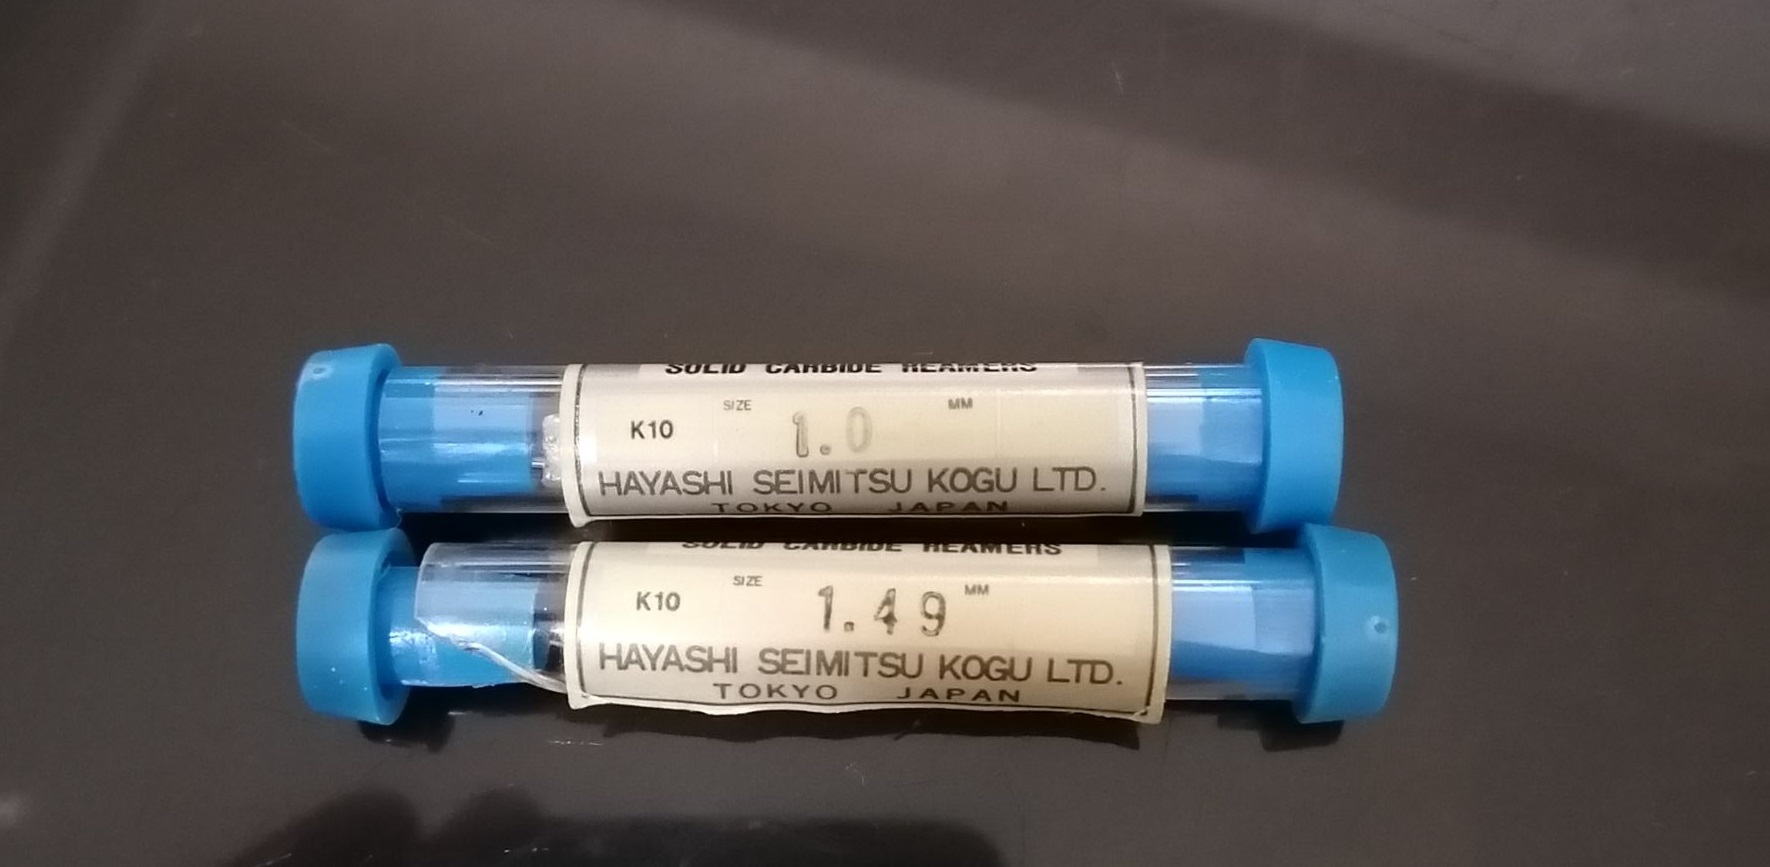 SOLID CARBIDE REAMERS
SIZE MM
K10 1.0
HAYASHI SEIMITSU KOGU LTD.
TOKYO JAPAN
SOLID CARBIDE REAMERS
SIZE MM
K10 1.49
HAYASHI SEIMITSU KOGU LTD.
TOKYO JAPAN